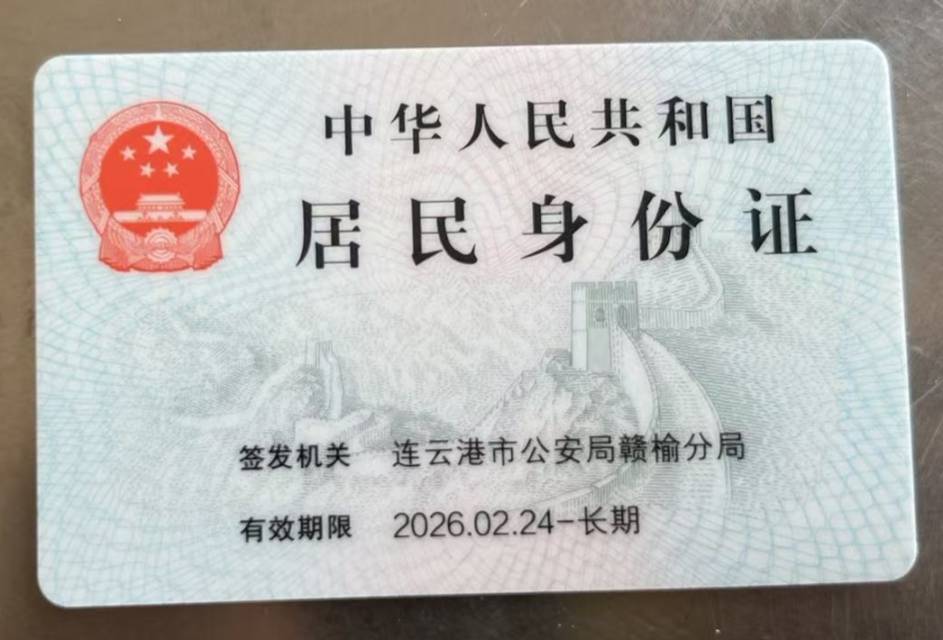 中华人民共和国
居民身份证
签发机关 连云港市公安局赣榆分局
有效期限 2026.02.24-长期